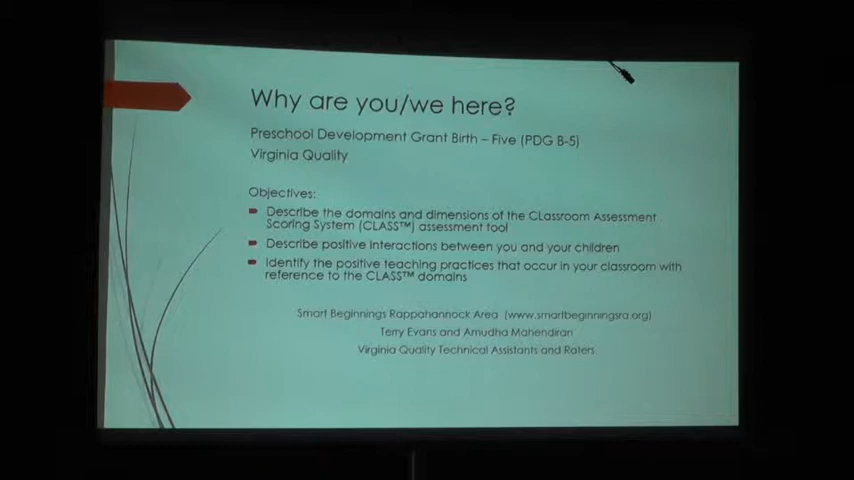 Why are you/we here?
Preschool Development Grant Birth – Five (PDG B-5)
Virginia Quality
Objectives:
Describe the domains and dimensions of the CLassroom Assessment
Scoring System (CLASS™) assessment tool
Describe positive interactions between you and your children
Identify the positive teaching practices that occur in your classroom with
reference to the CLASS™ domains
Smart Beginnings Rappahannock Area (www.smartbeginningsra.org)
Terry Evans and Amudha Mahendiran
Virginia Quality Technical Assistants and Raters